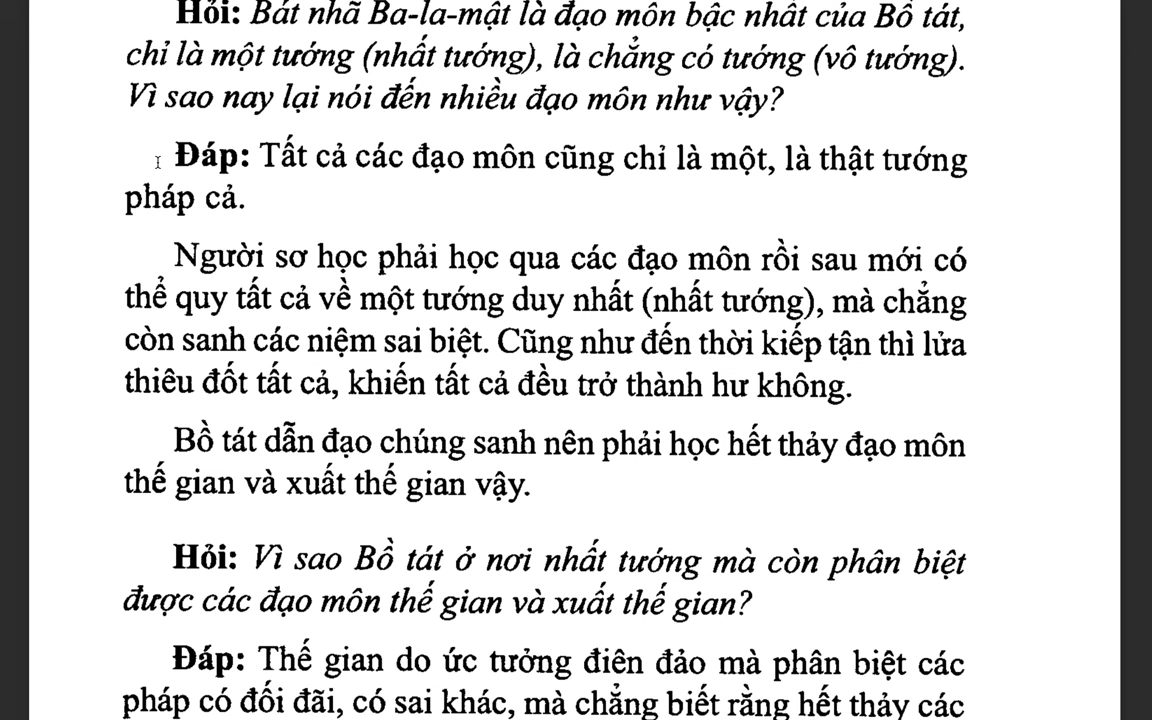 Hỏi: Bát nhã Ba-la-mật là đạo môn bậc nhất của Bồ tát,
chỉ là một tướng (nhất tướng), là chẳng có tướng (vô tướng).
Vì sao nay lại nói đến nhiều đạo môn như vậy?
Đáp: Tất cả các đạo môn cũng chỉ là một, là thật tướng
pháp cả.
Người sơ học phải học qua các đạo môn rồi sau mới có
thể quy tất cả về một tướng duy nhất (nhất tướng), mà chẳng
còn sanh các niệm sai biệt. Cũng như đến thời kiếp tận thì lửa
thiêu đốt tất cả, khiến tất cả đều trở thành hư không.
Bồ tát dẫn đạo chúng sanh nên phải học hết thảy đạo môn
thế gian và xuất thế gian vậy.
Hỏi: Vì sao Bồ tát ở nơi nhất tướng mà còn phân biệt
được các đạo môn thế gian và xuất thế gian?
Đáp: Thế gian do ức tưởng điên đảo mà phân biệt các
pháp có đối đãi, có sai khác, mà chẳng biết rằng hết thảy các